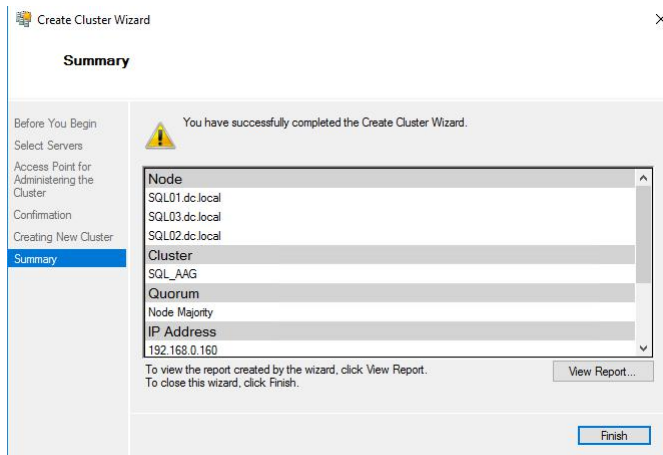 Create Cluster Wizard
Summary
Before You Begin
Select Servers
Access Point for
Administering the
Cluster
Confirmation
Creating New Cluster
Summary
You have successfully completed the Create Cluster Wizard.
Node
SQL01.dc.local
SQL03.dc.local
SQL02.dc.local
Cluster
SQL_AAG
Quorum
Node Majority
IP Address
192.168.0.160
To view the report created by the wizard, click View Report.
To close this wizard, click Finish.
View Report...
Finish